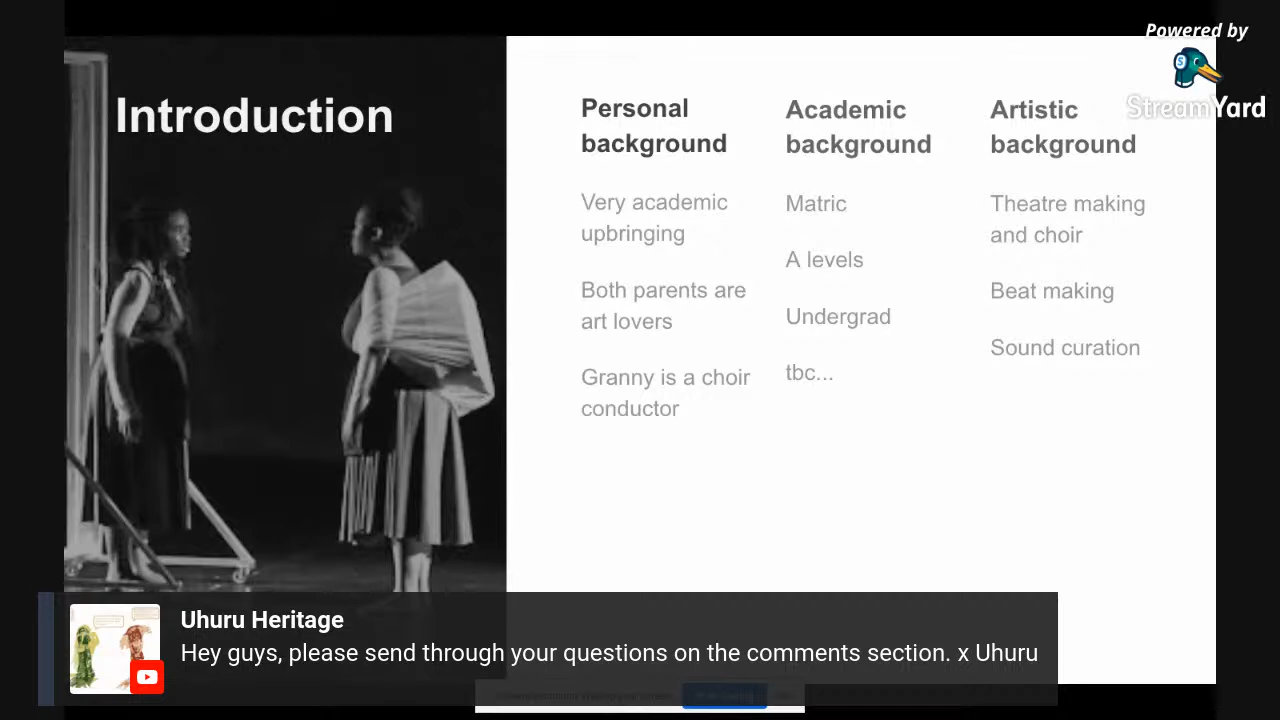 Powered by
StreamYard
Introduction
Personal
background
Very academic
upbringing
Both parents are
art lovers
Granny is a choir
conductor
Academic
background
Matric
A levels
Undergrad
tbc...
Artistic
background
Theatre making
and choir
Beat making
Sound curation
Uhuru Heritage
Hey guys, please send through your questions on the comments section. x Uhuru